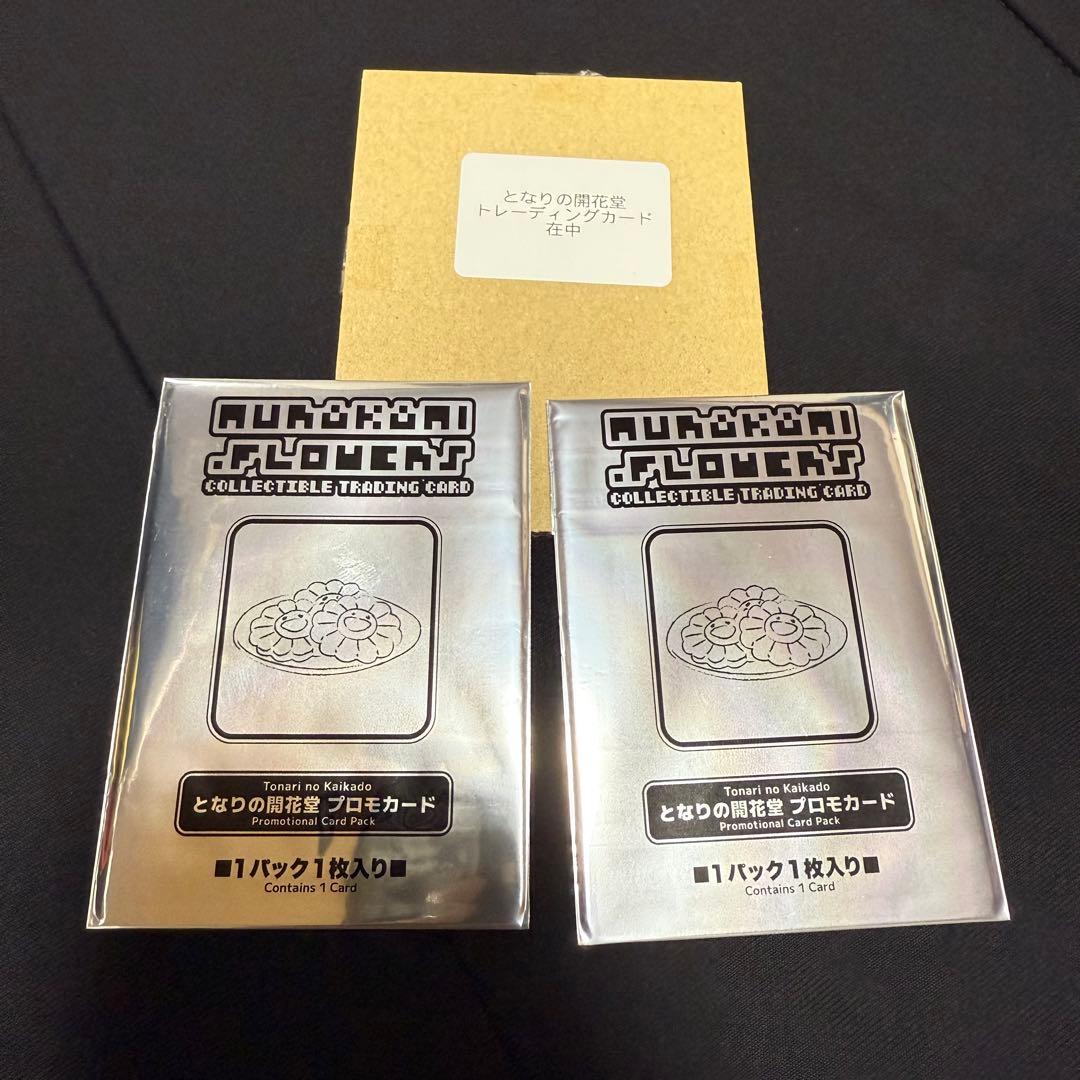 となりの開花堂
トレーディングカード
在中
MURAKAMI
.FLOWERS
COLLECTIBLE TRADING CARD
Tonari no Kaikado
となりの開花堂 プロモカード
Promotional Card Pack
■1パック1枚入り■
Contains 1 Card
MURAKAMI
.FLOWERS
COLLECTIBLE TRADING CARD
Tonari no Kaikado
となりの開花堂 プロモカード
Promotional Card Pack
■1パック1枚入り■
Contains 1 Card